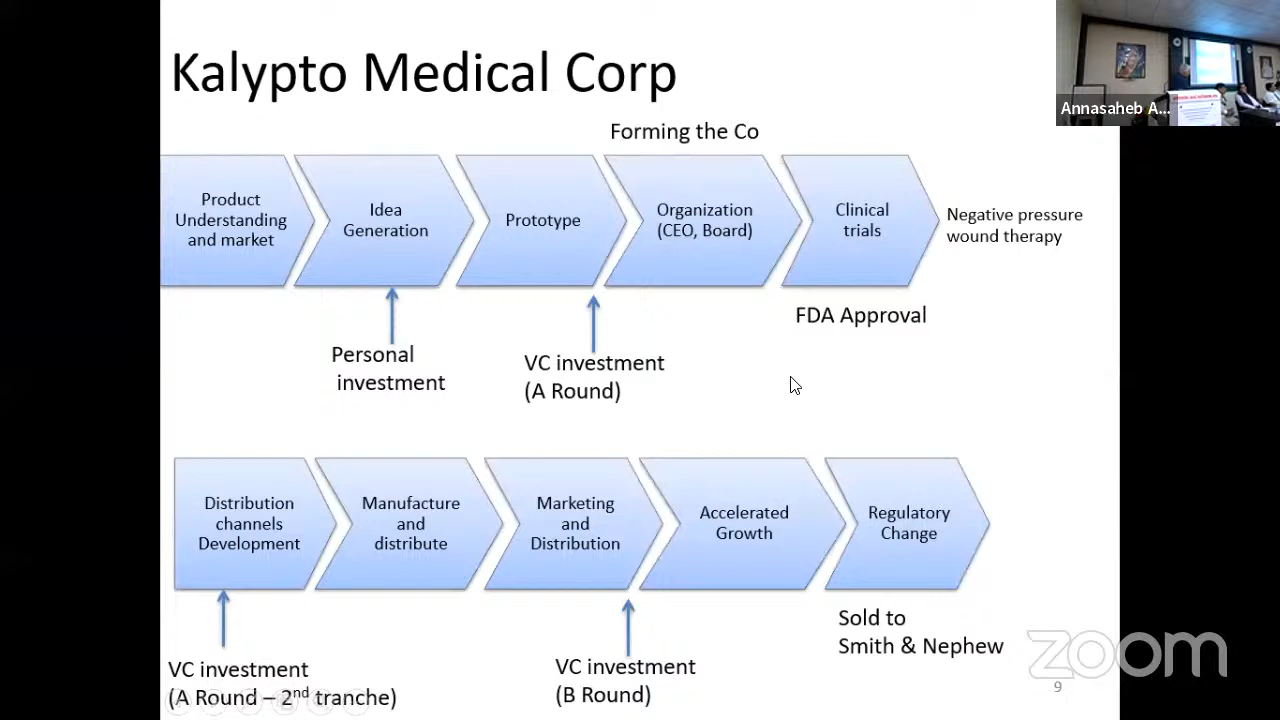 Kalypto Medical Corp
Annasaheb A...
Forming the Co
Product
Understanding
and market
Idea
Generation
Prototype
Organization
(CEO, Board)
Clinical
trials
Negative pressure
wound therapy
FDA Approval
Personal
investment
VC investment
(A Round)
Distribution
channels
Development
Manufacture
and
distribute
Marketing
and
Distribution
Accelerated
Growth
Regulatory
Change
Sold to
Smith & Nephew
VC investment
(A Round – 2nd tranche)
VC investment
(B Round)
zoom
9